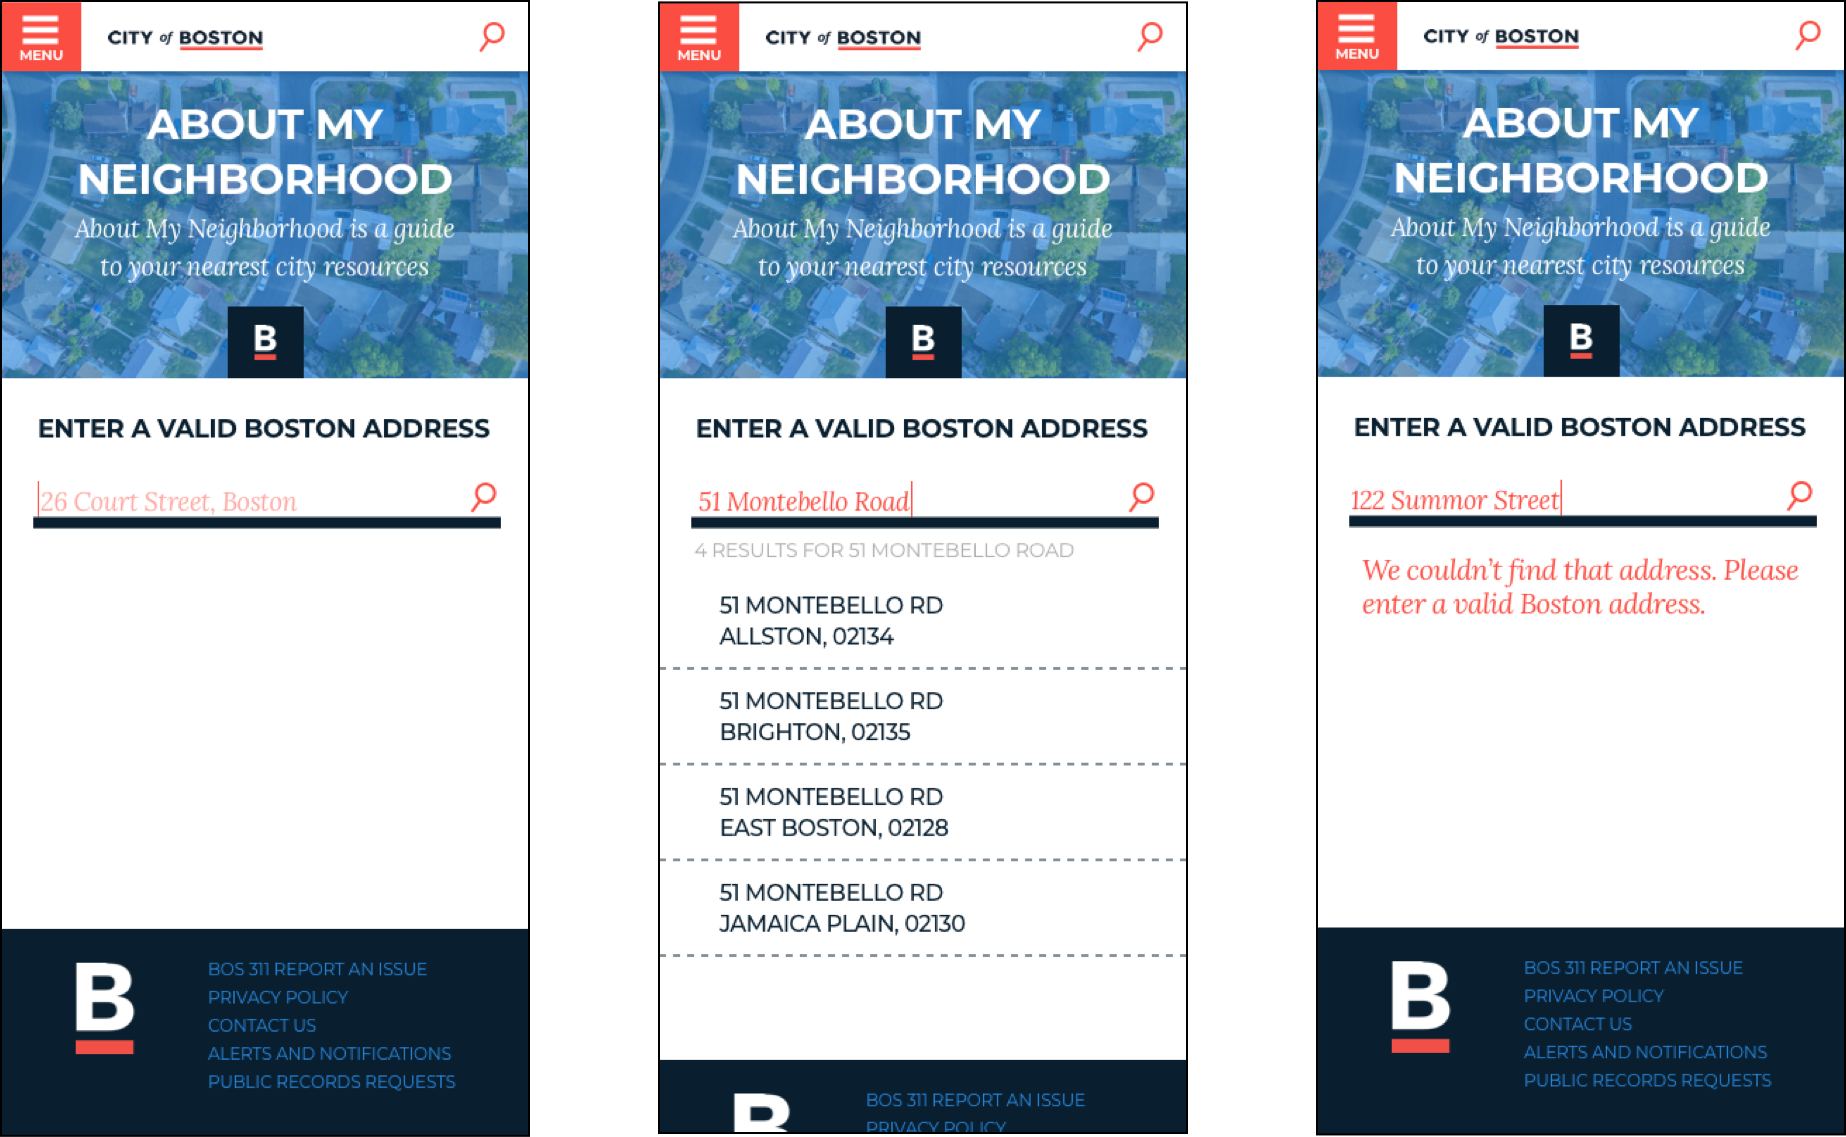 MENU
CITY of BOSTON
ABOUT MY
NEIGHBORHOOD
About My Neighborhood is a guide
to your nearest city resources
B
ENTER A VALID BOSTON ADDRESS
26 Court Street, Boston
B
BOS 311 REPORT AN ISSUE
PRIVACY POLICY
CONTACT US
ALERTS AND NOTIFICATIONS
PUBLIC RECORDS REQUESTS
MENU
CITY of BOSTON
ABOUT MY
NEIGHBORHOOD
About My Neighborhood is a guide
to your nearest city resources
B
ENTER A VALID BOSTON ADDRESS
51 Montebello Road
4 RESULTS FOR 51 MONTEBELLO ROAD
51 MONTEBELLO RD
ALLSTON, 02134
51 MONTEBELLO RD
BRIGHTON, 02135
51 MONTEBELLO RD
EAST BOSTON, 02128
51 MONTEBELLO RD
JAMAICA PLAIN, 02130
B
BOS 311 REPORT AN ISSUE
PRIVACY POLICY
MENU
CITY of BOSTON
ABOUT MY
NEIGHBORHOOD
About My Neighborhood is a guide
to your nearest city resources
B
ENTER A VALID BOSTON ADDRESS
122 Summor Street
We couldn't find that address. Please
enter a valid Boston address.
B
BOS 311 REPORT AN ISSUE
PRIVACY POLICY
CONTACT US
ALERTS AND NOTIFICATIONS
PUBLIC RECORDS REQUESTS